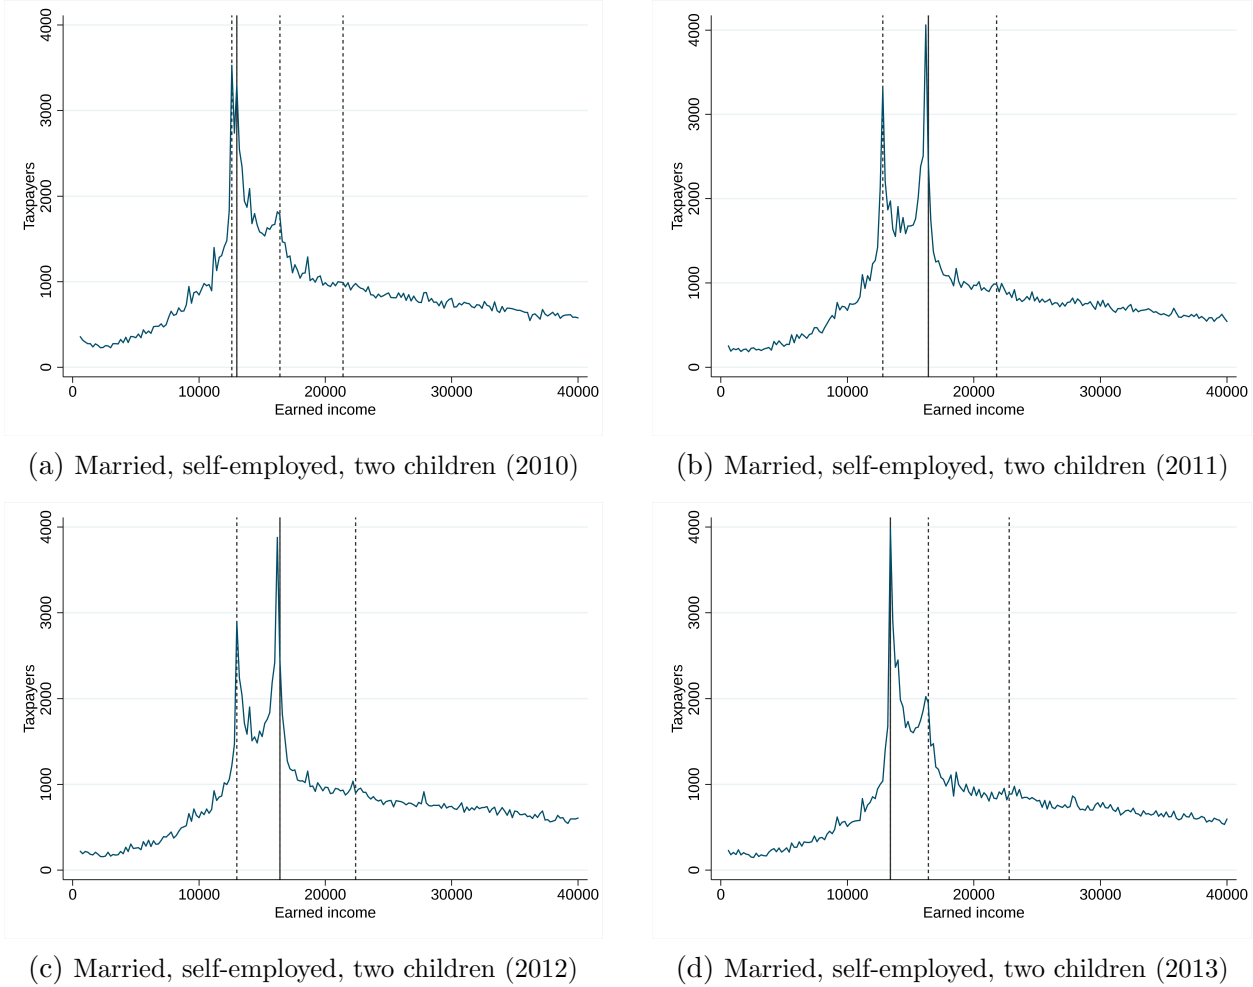 4000
3000
2000
1000
0
Taxpayers
0 10000 20000 30000 40000
Earned income
(a) Married, self-employed, two children (2010)
4000
3000
2000
1000
0
Taxpayers
0 10000 20000 30000 40000
Earned income
(b) Married, self-employed, two children (2011)
4000
3000
2000
1000
0
Taxpayers
0 10000 20000 30000 40000
Earned income
(c) Married, self-employed, two children (2012)
4000
3000
2000
1000
0
Taxpayers
0 10000 20000 30000 40000
Earned income
(d) Married, self-employed, two children (2013)